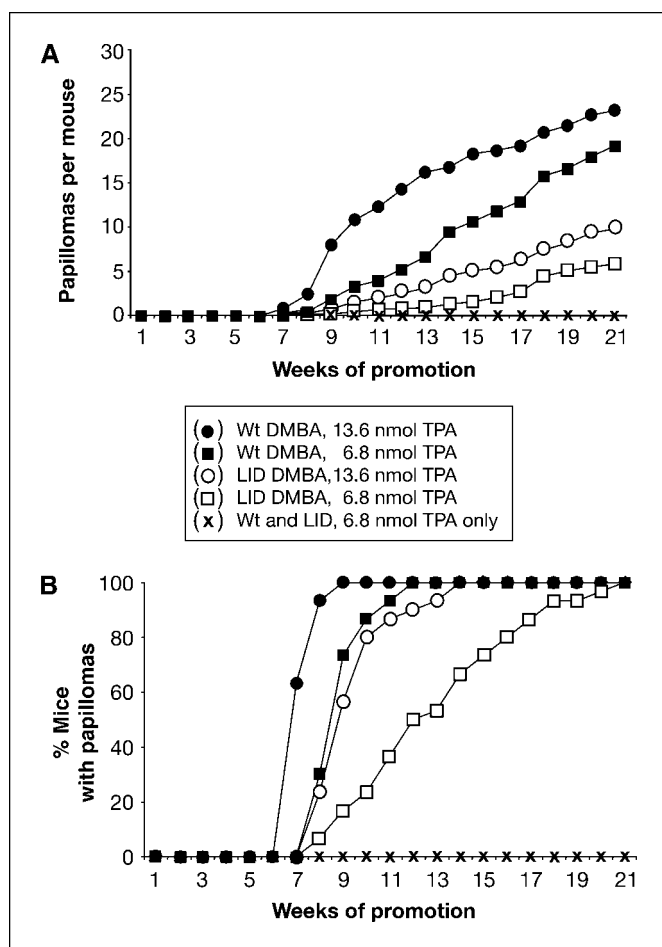 A
Papillomas per mouse
30
25
20
15
10
5
0
1 3 5 7 9 11 13 15 17 19 21
Weeks of promotion
(●) Wt DMBA, 13.6 nmol TPA
(■) Wt DMBA, 6.8 nmol TPA
(○) LID DMBA, 13.6 nmol TPA
(□) LID DMBA, 6.8 nmol TPA
(x) Wt and LID, 6.8 nmol TPA only
B
% Mice
with papillomas
100
80
60
40
20
0
1 3 5 7 9 11 13 15 17 19 21
Weeks of promotion